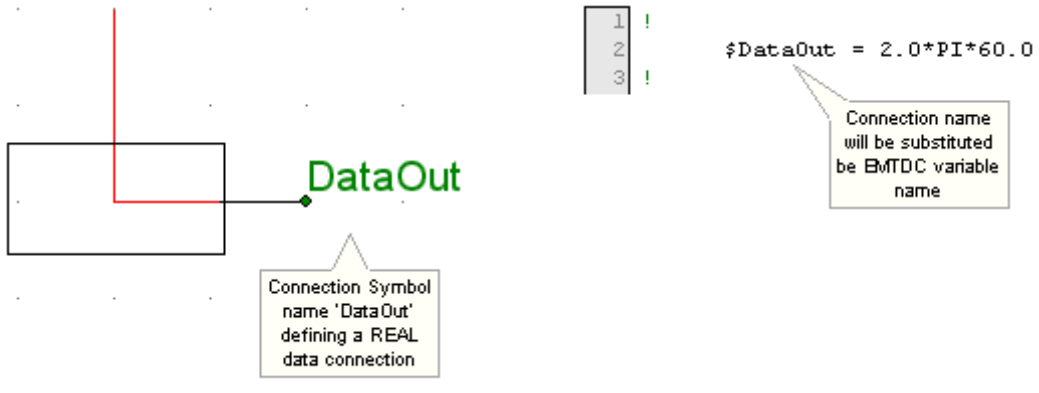 DataOut
Connection Symbol
name 'DataOut'
defining a REAL
data connection
1 !
2 $DataOut = 2.0*PI*60.0
3 !
Connection name
will be substituted
be EMTDC variable
name